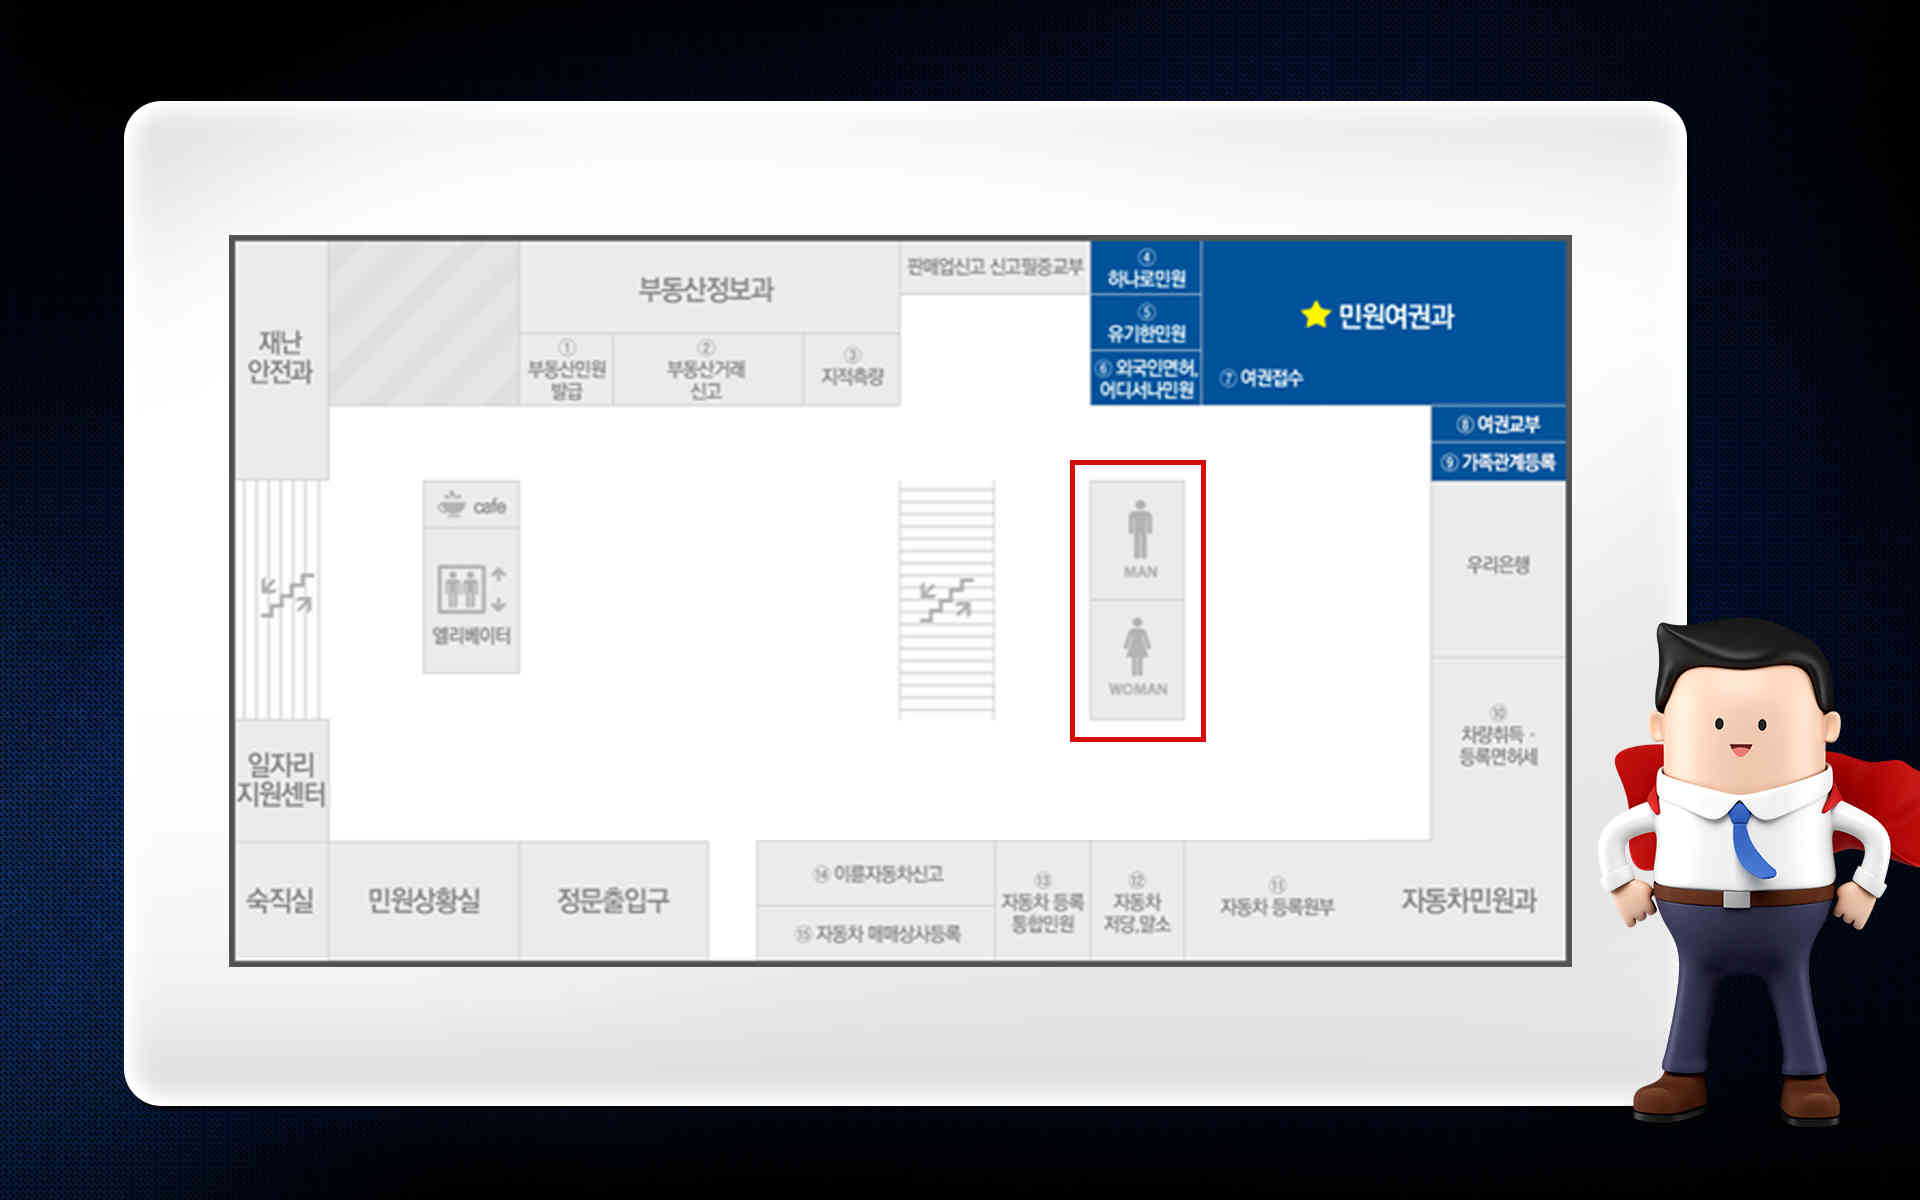 재난
안전과
부동산정보과
①
부동산민원
발급
②
부동산거래
신고
③
지적측량
판매업신고 신고필증교부
④
하나로민원
⑤
유기한민원
⑥ 외국인면허,
어디서나민원
민원여권과
⑦ 여권접수
⑧ 여권교부
⑨ 가족관계등록
cafe
엘리베이터
MAN
WOMAN
우리은행
⑩
차량취득 ·
등록면허세
일자리
지원센터
숙직실
민원상황실
정문출입구
⑭ 이륜자동차신고
⑮ 자동차 매매상사등록
⑬
자동차 등록
통합민원
⑫
자동차
저당,말소
⑪
자동차 등록원부
자동차민원과